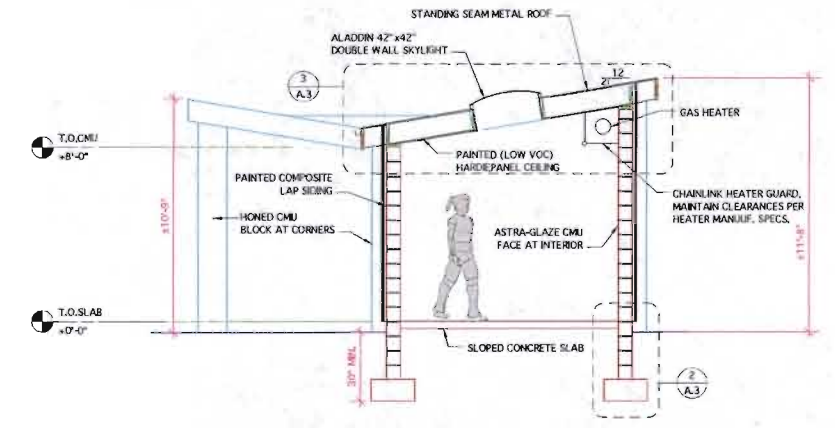 STANDING SEAM METAL ROOF
ALADDIN 42"x42"
DOUBLE WALL SKYLIGHT
3
A.3
12
2
GAS HEATER
T.O.CMU
+8'-0"
PAINTED (LOW VOC)
HARDIEPANEL CEILING
PAINTED COMPOSITE
LAP SIDING
CHAINLINK HEATER GUARD,
MAINTAIN CLEARANCES PER
HEATER MANUF. SPECS.
±10'-9"
HONED CMU
BLOCK AT CORNERS
ASTRA-GLAZE CMU
FACE AT INTERIOR
±11'-8"
T.O.SLAB
±0'-0"
SLOPED CONCRETE SLAB
30" MIN.
2
A.3